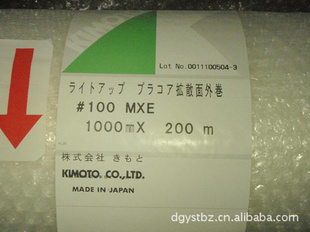 Lot No.0011100504-3
ライトアップ プラコア拡散面外巻
#100 MXE
1000mmX 200 m
株式会社 きもと
KIMOTO CO.,LTD.
MADE IN JAPAN
dgystbz.cn.alibaba.com